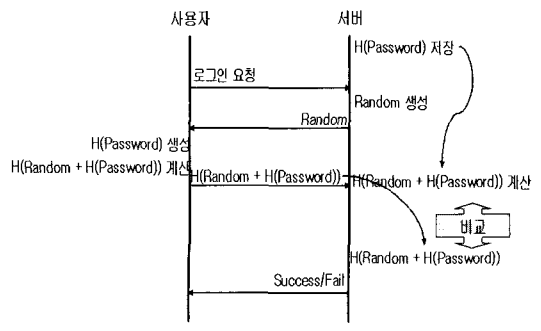 사용자 서버
H(Password) 저장
로그인 요청
Random 생성
Random
H(Password) 생성
H(Random + H(Password)) 계산
H(Random + H(Password))
H(Random + H(Password)) 계산
비교
H(Random + H(Password))
Success/Fail